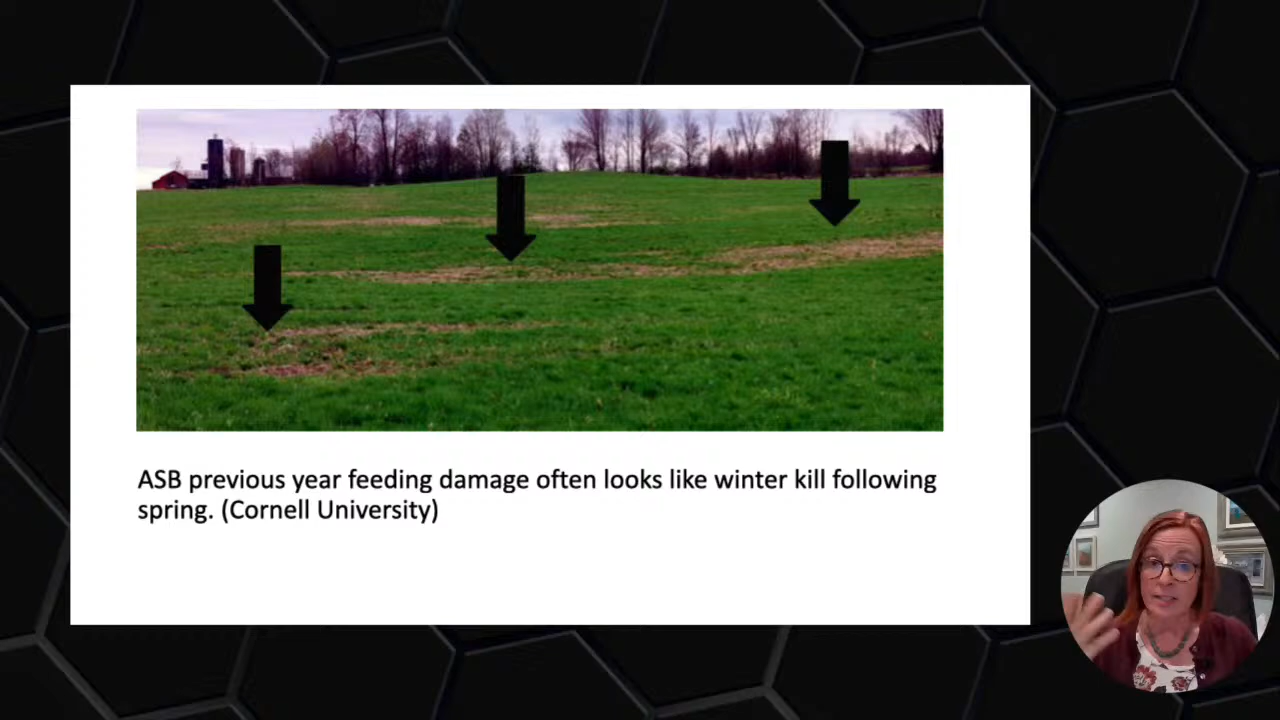 ASB previous year feeding damage often looks like winter kill following
spring. (Cornell University)